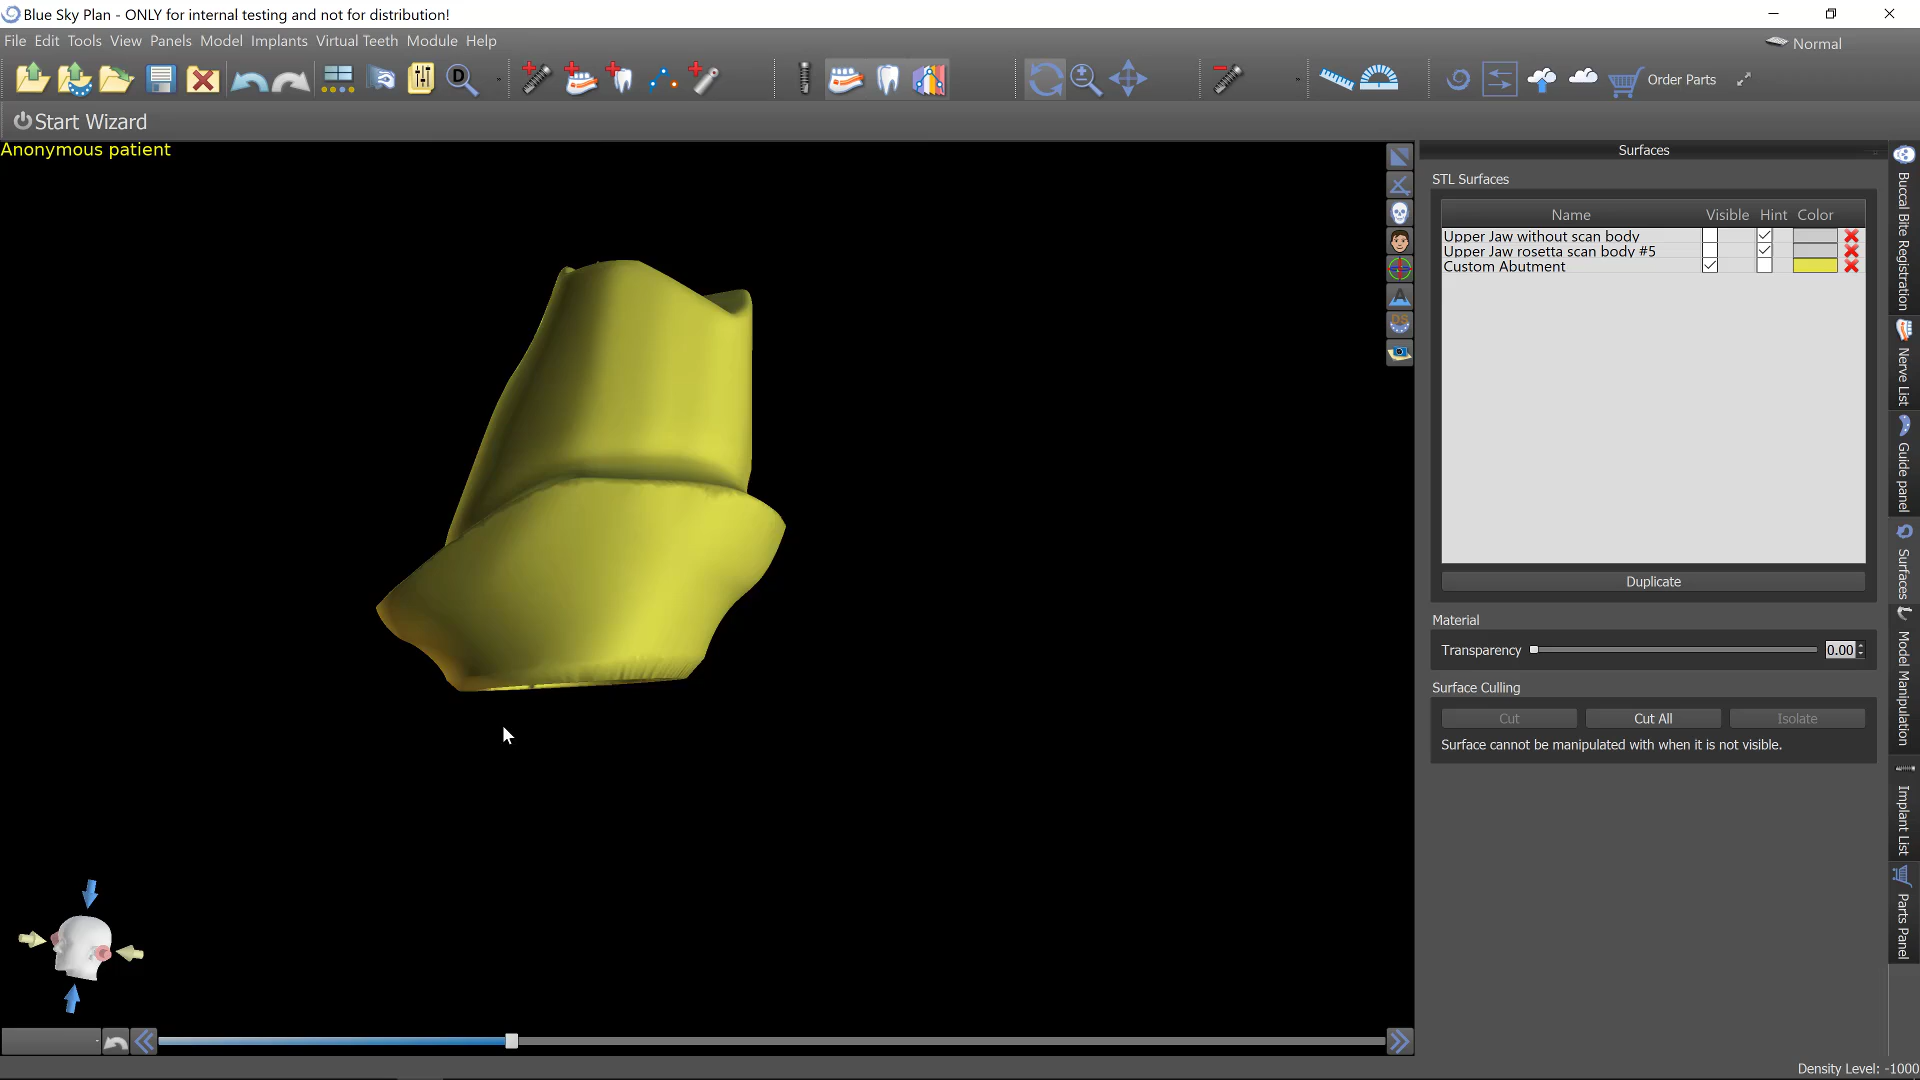 Blue Sky Plan - ONLY for internal testing and not for distribution!
File Edit Tools View Panels Model Implants Virtual Teeth Module Help
Normal
D
Order Parts
Start Wizard
Anonymous patient
Surfaces
STL Surfaces
Name Visible Hint Color
Upper Jaw without scan body
Upper Jaw rosetta scan body #5
Custom Abutment
Duplicate
Material
Transparency 0.00
Surface Culling
Cut Cut All Isolate
Surface cannot be manipulated with when it is not visible.
A
DS
Buccal Bite Registration
Nerve List
Guide panel
Surfaces
Model Manipulation
Implant List
Parts Panel
Density Level: -1000